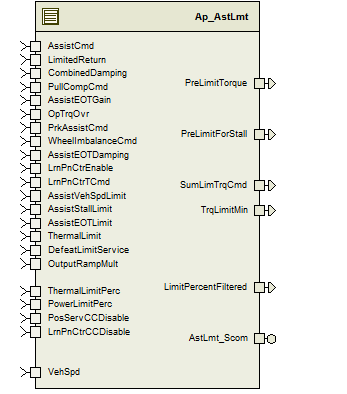 Ap_AstLmt
AssistCmd
LimitedReturn
CombinedDamping
PullCompCmd
AssistEOTGain
OpTrqOvr
PrkAssistCmd
WheelImbalanceCmd
AssistEOTDamping
LrnPnCtrEnable
LrnPnCtrTCmd
AssistVehSpdLimit
AssistStallLimit
AssistEOTLimit
ThermalLimit
DefeatLimitService
OutputRampMult
ThermalLimitPerc
PowerLimitPerc
PosServCCDisable
LrnPnCtrCCDisable
VehSpd
PreLimitTorque
PreLimitForStall
SumLimTrqCmd
TrqLimitMin
LimitPercentFiltered
AstLmt_Scom